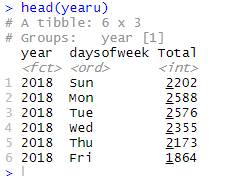 > head(yearu)
# A tibble: 6 x 3
# Groups:   year [1]
  year  daysofweek Total
  <fct> <ord>      <int>
1 2018  Sun         2202
2 2018  Mon         2588
3 2018  Tue         2576
4 2018  Wed         2355
5 2018  Thu         2173
6 2018  Fri         1864
>